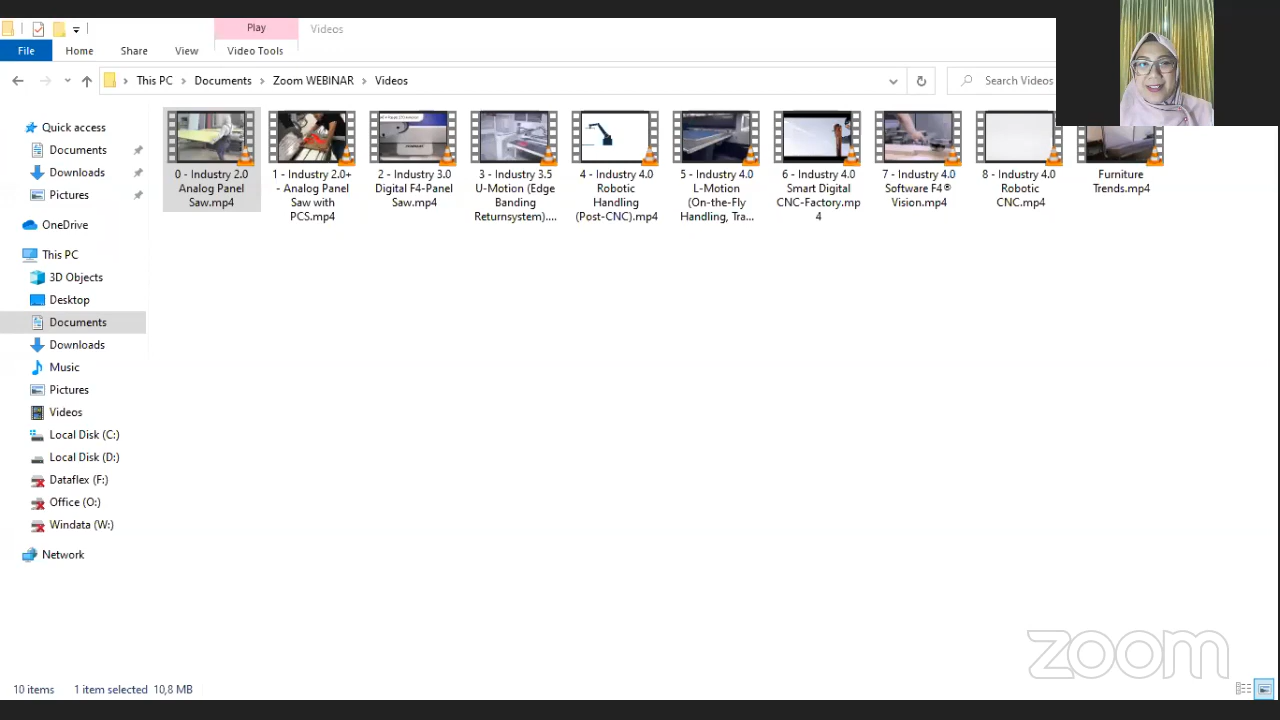 Play
Videos
File
Home
Share
View
Video Tools
This PC
Documents
Zoom WEBINAR
Videos
Search Videos
Quick access
Documents
Downloads
Pictures
OneDrive
This PC
3D Objects
Desktop
Documents
Downloads
Music
Pictures
Videos
Local Disk (C:)
Local Disk (D:)
Dataflex (F:)
Office (O:)
Windata (W:)
Network
0 - Industry 2.0
Analog Panel
Saw.mp4
1 - Industry 2.0+
- Analog Panel
Saw with
PCS.mp4
2 - Industry 3.0
Digital F4-Panel
Saw.mp4
3 - Industry 3.5
U-Motion (Edge
Banding
Returnsystem)....
4 - Industry 4.0
Robotic
Handling
(Post-CNC).mp4
5 - Industry 4.0
L-Motion
(On-the-Fly
Handling, Tra...
6 - Industry 4.0
Smart Digital
CNC-Factory.mp
4
7 - Industry 4.0
Software F4®
Vision.mp4
8 - Industry 4.0
Robotic
CNC.mp4
Furniture
Trends.mp4
10 items
1 item selected 10,8 MB
zoom